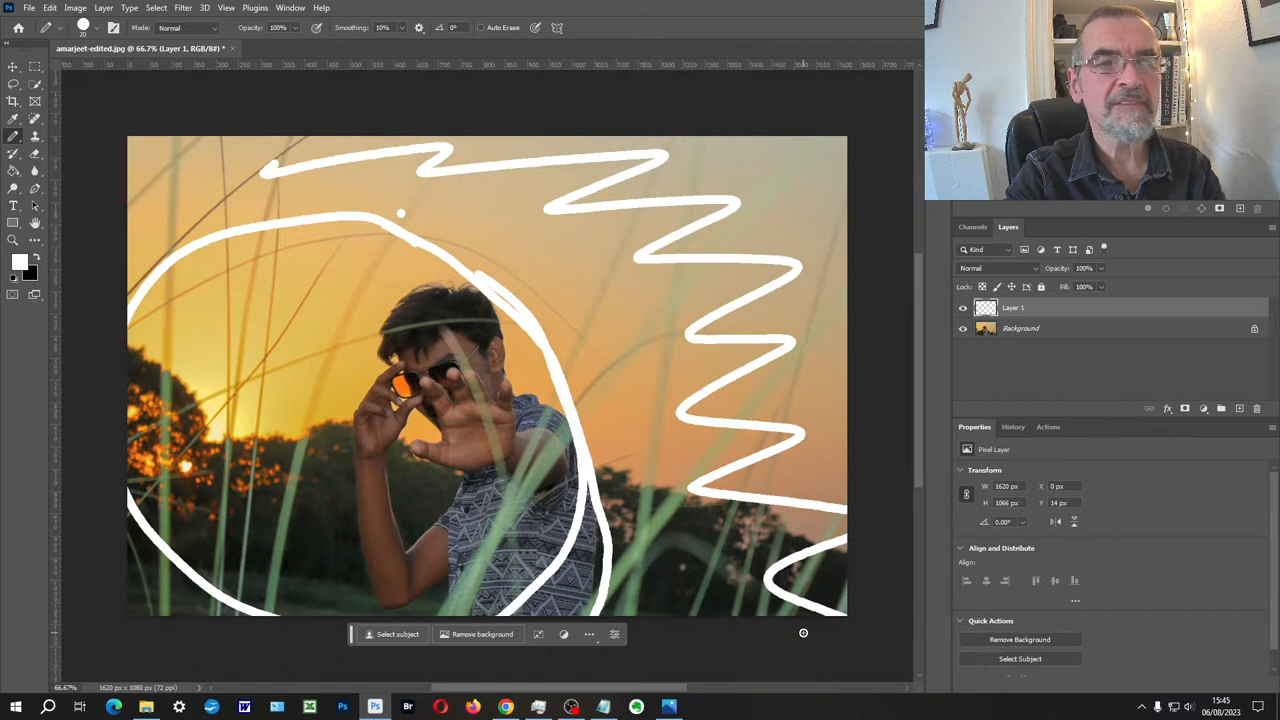 File Edit Image Layer Type Select Filter 3D View Plugins Window Help
20 Mode: Normal Opacity: 100% Smoothing: 10% 0° Auto Erase
amarjeet-edited.jpg @ 66.7% (Layer 1, RGB/8#) *
Channels Layers
Kind
Normal Opacity: 100%
Lock: Fill: 100%
Layer 1
Background
Properties History Actions
Pixel Layer
Transform
W 1620 px X 0 px
H 1066 px Y 14 px
0.00°
Align and Distribute
Align:
Quick Actions
Remove Background
Select Subject
Select subject Remove background
66.67% 1620 px x 1080 px (72 ppi)
15:45
06/08/2023